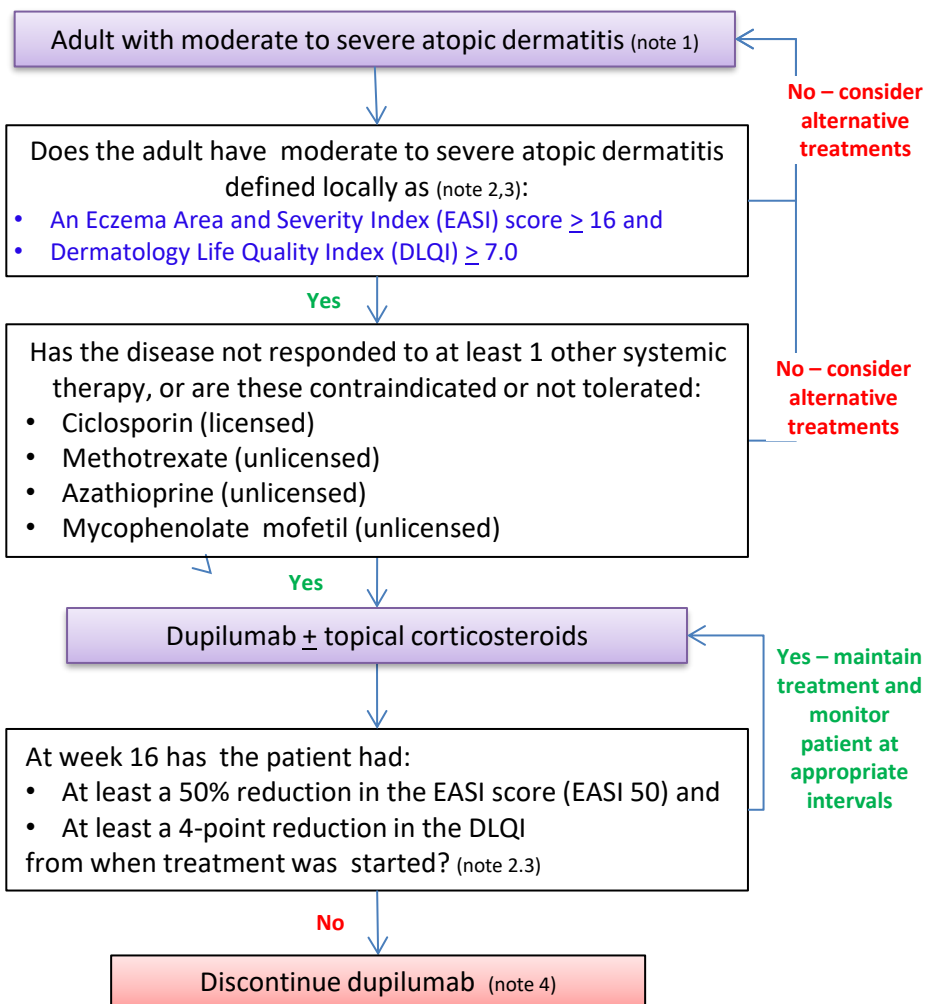 Adult with moderate to severe atopic dermatitis (note 1)
No – consider
alternative
treatments
Does the adult have moderate to severe atopic dermatitis
defined locally as (note 2,3):
• An Eczema Area and Severity Index (EASI) score ≥ 16 and
• Dermatology Life Quality Index (DLQI) ≥ 7.0
Yes
Has the disease not responded to at least 1 other systemic
therapy, or are these contraindicated or not tolerated:
• Ciclosporin (licensed)
• Methotrexate (unlicensed)
• Azathioprine (unlicensed)
• Mycophenolate mofetil (unlicensed)
No – consider
alternative
treatments
Yes
Dupilumab ± topical corticosteroids
Yes – maintain
treatment and
monitor
patient at
appropriate
intervals
At week 16 has the patient had:
• At least a 50% reduction in the EASI score (EASI 50) and
• At least a 4-point reduction in the DLQI
from when treatment was started? (note 2.3)
No
Discontinue dupilumab (note 4)